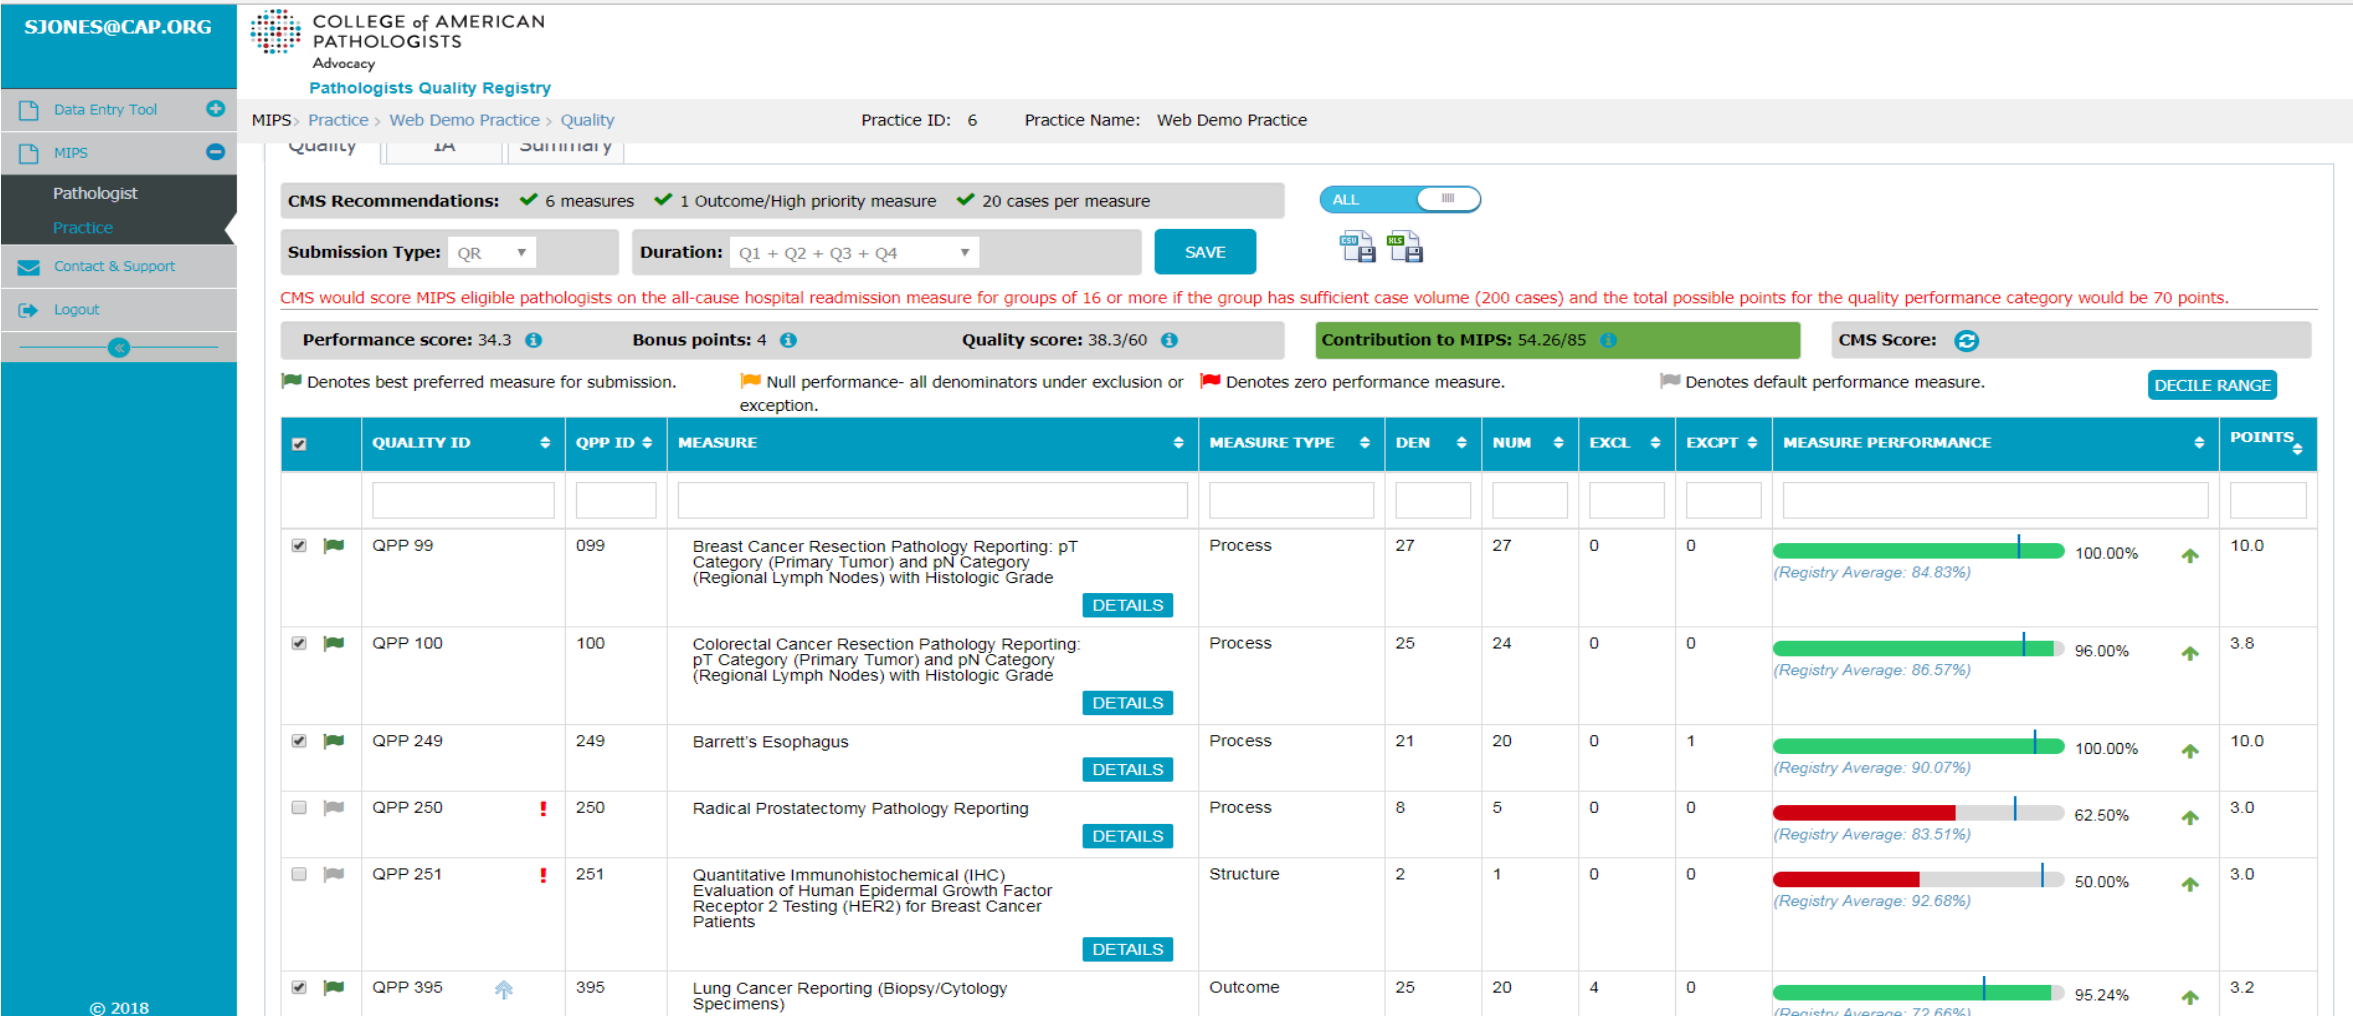 SJONES@CAP.ORG
COLLEGE of AMERICAN
PATHOLOGISTS
Advocacy
Pathologists Quality Registry
Data Entry Tool
MIPS
Pathologist
Practice
Contact & Support
Logout
© 2018
MIPS> Practice > Web Demo Practice > Quality
Practice ID: 6 Practice Name: Web Demo Practice
Quality IA Summary
CMS Recommendations: 6 measures 1 Outcome/High priority measure 20 cases per measure
ALL
Submission Type: QR Duration: Q1 + Q2 + Q3 + Q4 SAVE CSV XLS
CMS would score MIPS eligible pathologists on the all-cause hospital readmission measure for groups of 16 or more if the group has sufficient case volume (200 cases) and the total possible points for the quality performance category would be 70 points.
Performance score: 34.3 Bonus points: 4 Quality score: 38.3/60 Contribution to MIPS: 54.26/85 CMS Score:
Denotes best preferred measure for submission.
Null performance- all denominators under exclusion or
exception.
Denotes zero performance measure.
Denotes default performance measure.
DECILE RANGE
QUALITY ID QPP ID MEASURE MEASURE TYPE DEN NUM EXCL EXCPT MEASURE PERFORMANCE POINTS
QPP 99 099
Breast Cancer Resection Pathology Reporting: pT
Category (Primary Tumor) and pN Category
(Regional Lymph Nodes) with Histologic Grade
DETAILS
Process 27 27 0 0 100.00% 10.0
(Registry Average: 84.83%)
QPP 100 100
Colorectal Cancer Resection Pathology Reporting:
pT Category (Primary Tumor) and pN Category
(Regional Lymph Nodes) with Histologic Grade
DETAILS
Process 25 24 0 0 96.00% 3.8
(Registry Average: 86.57%)
QPP 249 249
Barrett's Esophagus
DETAILS
Process 21 20 0 1 100.00% 10.0
(Registry Average: 90.07%)
QPP 250 ! 250
Radical Prostatectomy Pathology Reporting
DETAILS
Process 8 5 0 0 62.50% 3.0
(Registry Average: 83.51%)
QPP 251 ! 251
Quantitative Immunohistochemical (IHC)
Evaluation of Human Epidermal Growth Factor
Receptor 2 Testing (HER2) for Breast Cancer
Patients
DETAILS
Structure 2 1 0 0 50.00% 3.0
(Registry Average: 92.68%)
QPP 395 395
Lung Cancer Reporting (Biopsy/Cytology
Specimens)
Outcome 25 20 4 0 95.24% 3.2
(Registry Average: 72.66%)